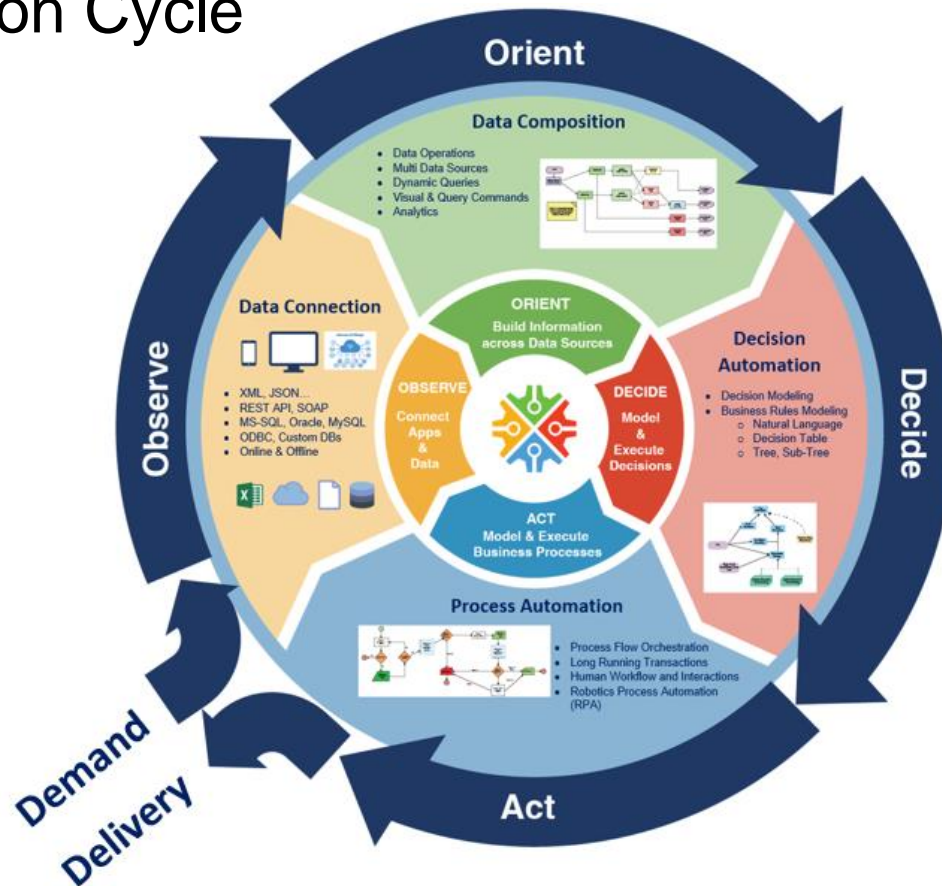 on Cycle
Orient
Data Composition
• Data Operations
• Multi Data Sources
• Dynamic Queries
• Visual & Query Commands
• Analytics
Observe
Data Connection
• XML, JSON...
• REST API, SOAP
• MS-SQL, Oracle, MySQL
• ODBC, Custom DBs
• Online & Offline
ORIENT
Build Information
across Data Sources
OBSERVE
Connect
Apps
&
Data
DECIDE
Model
&
Execute
Decisions
ACT
Model & Execute
Business Processes
Decision
Automation
• Decision Modeling
• Business Rules Modeling
o Natural Language
o Decision Table
o Tree, Sub-Tree
Decide
Process Automation
• Process Flow Orchestration
• Long Running Transactions
• Human Workflow and Interactions
• Robotics Process Automation
(RPA)
Act
Demand
Delivery